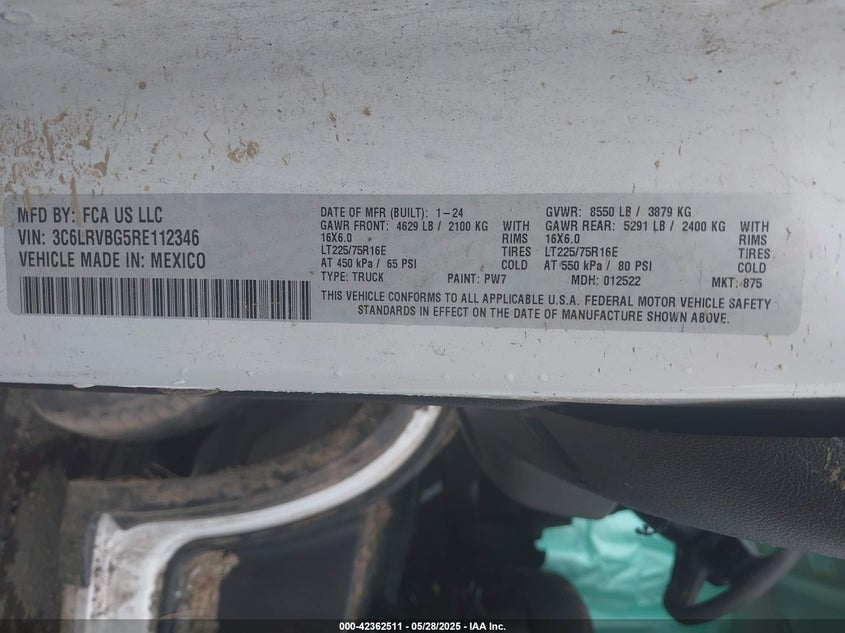 MFD BY: FCA US LLC
VIN: 3C6LRVBG5RE112346
VEHICLE MADE IN: MEXICO
DATE OF MFR (BUILT): 1-24 GVWR: 8550 LB / 3879 KG
GAWR FRONT: 4629 LB / 2100 KG WITH GAWR REAR: 5291 LB / 2400 KG WITH
16X6.0 RIMS 16X6.0 RIMS
LT225/75R16E TIRES LT225/75R16E TIRES
AT 450 kPa / 65 PSI COLD AT 550 kPa / 80 PSI COLD
TYPE: TRUCK PAINT: PW7 MDH: 012522 MKT: 875
THIS VEHICLE CONFORMS TO ALL APPLICABLE U.S.A. FEDERAL MOTOR VEHICLE SAFETY
STANDARDS IN EFFECT ON THE DATE OF MANUFACTURE SHOWN ABOVE.
000-42362511 - 05/28/2025 - IAA Inc.